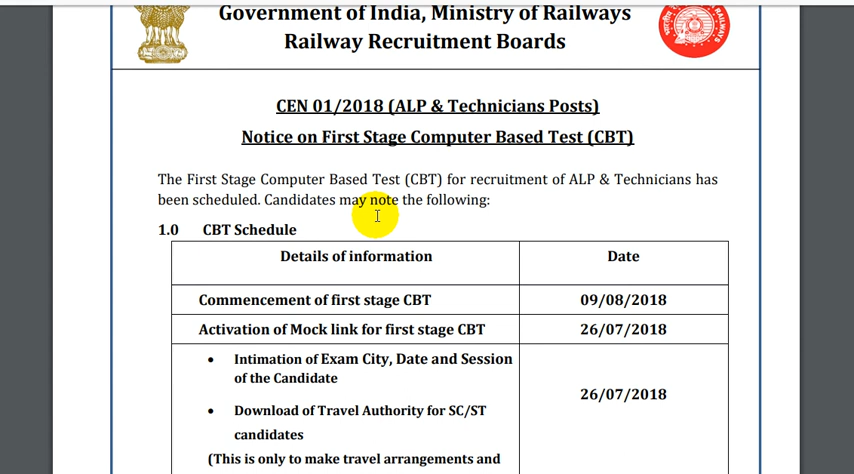 Government of India, Ministry of Railways
Railway Recruitment Boards
CEN 01/2018 (ALP & Technicians Posts)
Notice on First Stage Computer Based Test (CBT)
The First Stage Computer Based Test (CBT) for recruitment of ALP & Technicians has
been scheduled. Candidates may note the following:
1.0 CBT Schedule
Details of information Date
Commencement of first stage CBT 09/08/2018
Activation of Mock link for first stage CBT 26/07/2018
• Intimation of Exam City, Date and Session
of the Candidate
26/07/2018
• Download of Travel Authority for SC/ST
candidates
(This is only to make travel arrangements and